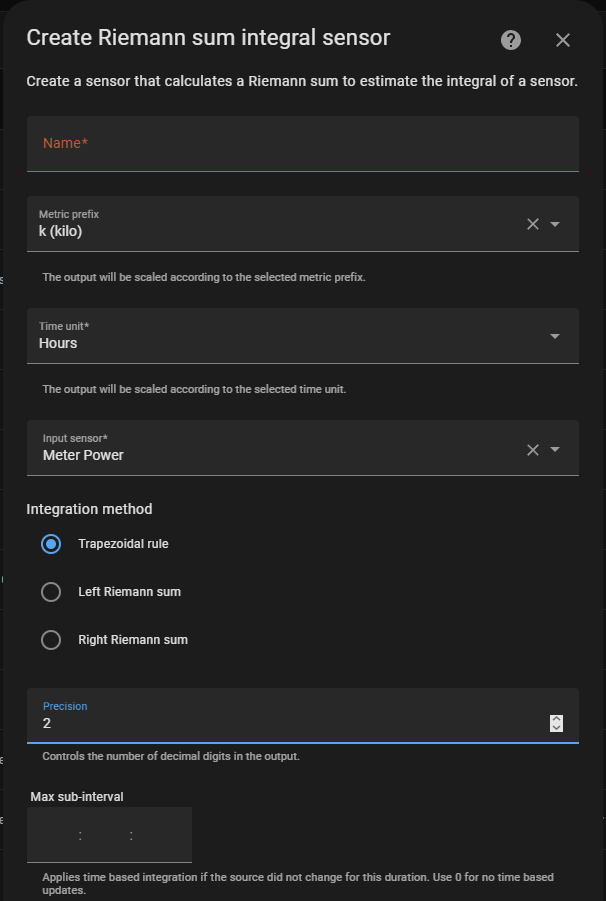 Create Riemann sum integral sensor
Create a sensor that calculates a Riemann sum to estimate the integral of a sensor.
Name*
Metric prefix
k (kilo)
The output will be scaled according to the selected metric prefix.
Time unit*
Hours
The output will be scaled according to the selected time unit.
Input sensor*
Meter Power
Integration method
Trapezoidal rule
Left Riemann sum
Right Riemann sum
Precision
2
Controls the number of decimal digits in the output.
Max sub-interval
: :
Applies time based integration if the source did not change for this duration. Use 0 for no time based
updates.